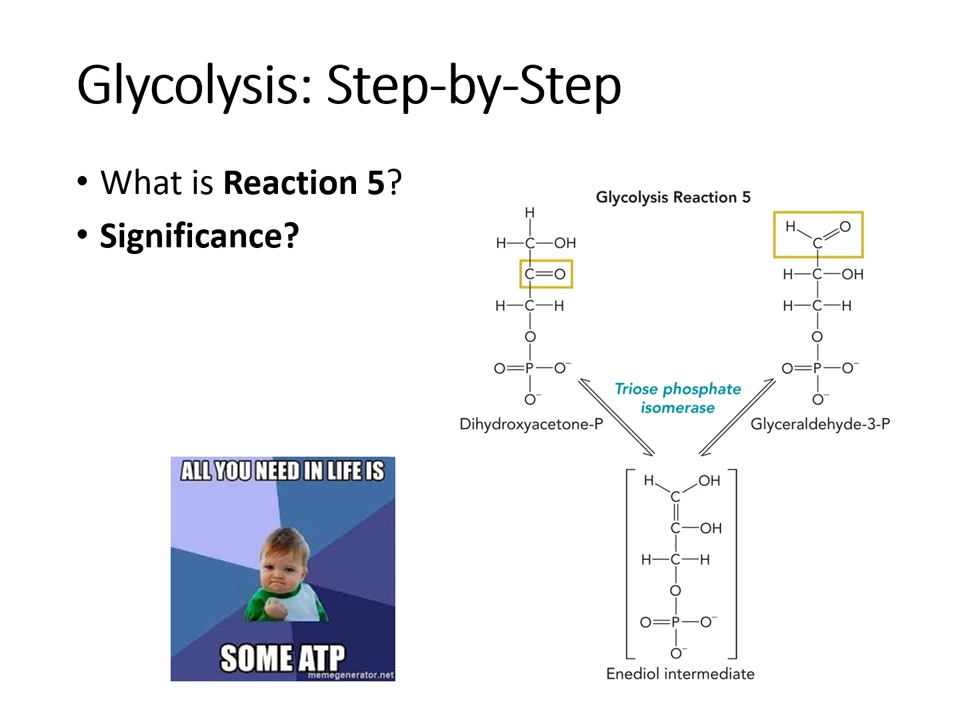 Glycolysis: Step-by-Step
• What is Reaction 5?
• Significance?
Glycolysis Reaction 5
H
H—C—OH
C=O
H—C—H
O
O=P—O⁻
O⁻
Dihydroxyacetone-P
H O
C
H—C—OH
H—C—H
O
O=P—O⁻
O⁻
Glyceraldehyde-3-P
Triose phosphate
isomerase
H OH
C
C—OH
H—C—H
O
O=P—O⁻
O⁻
Enediol intermediate
ALL YOU NEED IN LIFE IS
SOME ATP
memegenerator.net